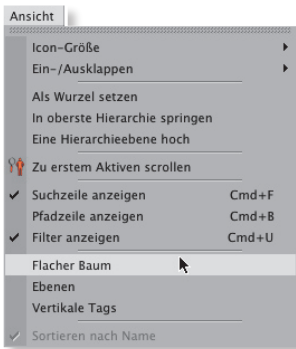 Ansicht
Icon-Größe
Ein-/Ausklappen
Als Wurzel setzen
In oberste Hierarchie springen
Eine Hierarchieebene hoch
Zu erstem Aktiven scrollen
Suchzeile anzeigen Cmd+F
Pfadzeile anzeigen Cmd+B
Filter anzeigen Cmd+U
Flacher Baum
Ebenen
Vertikale Tags
Sortieren nach Name